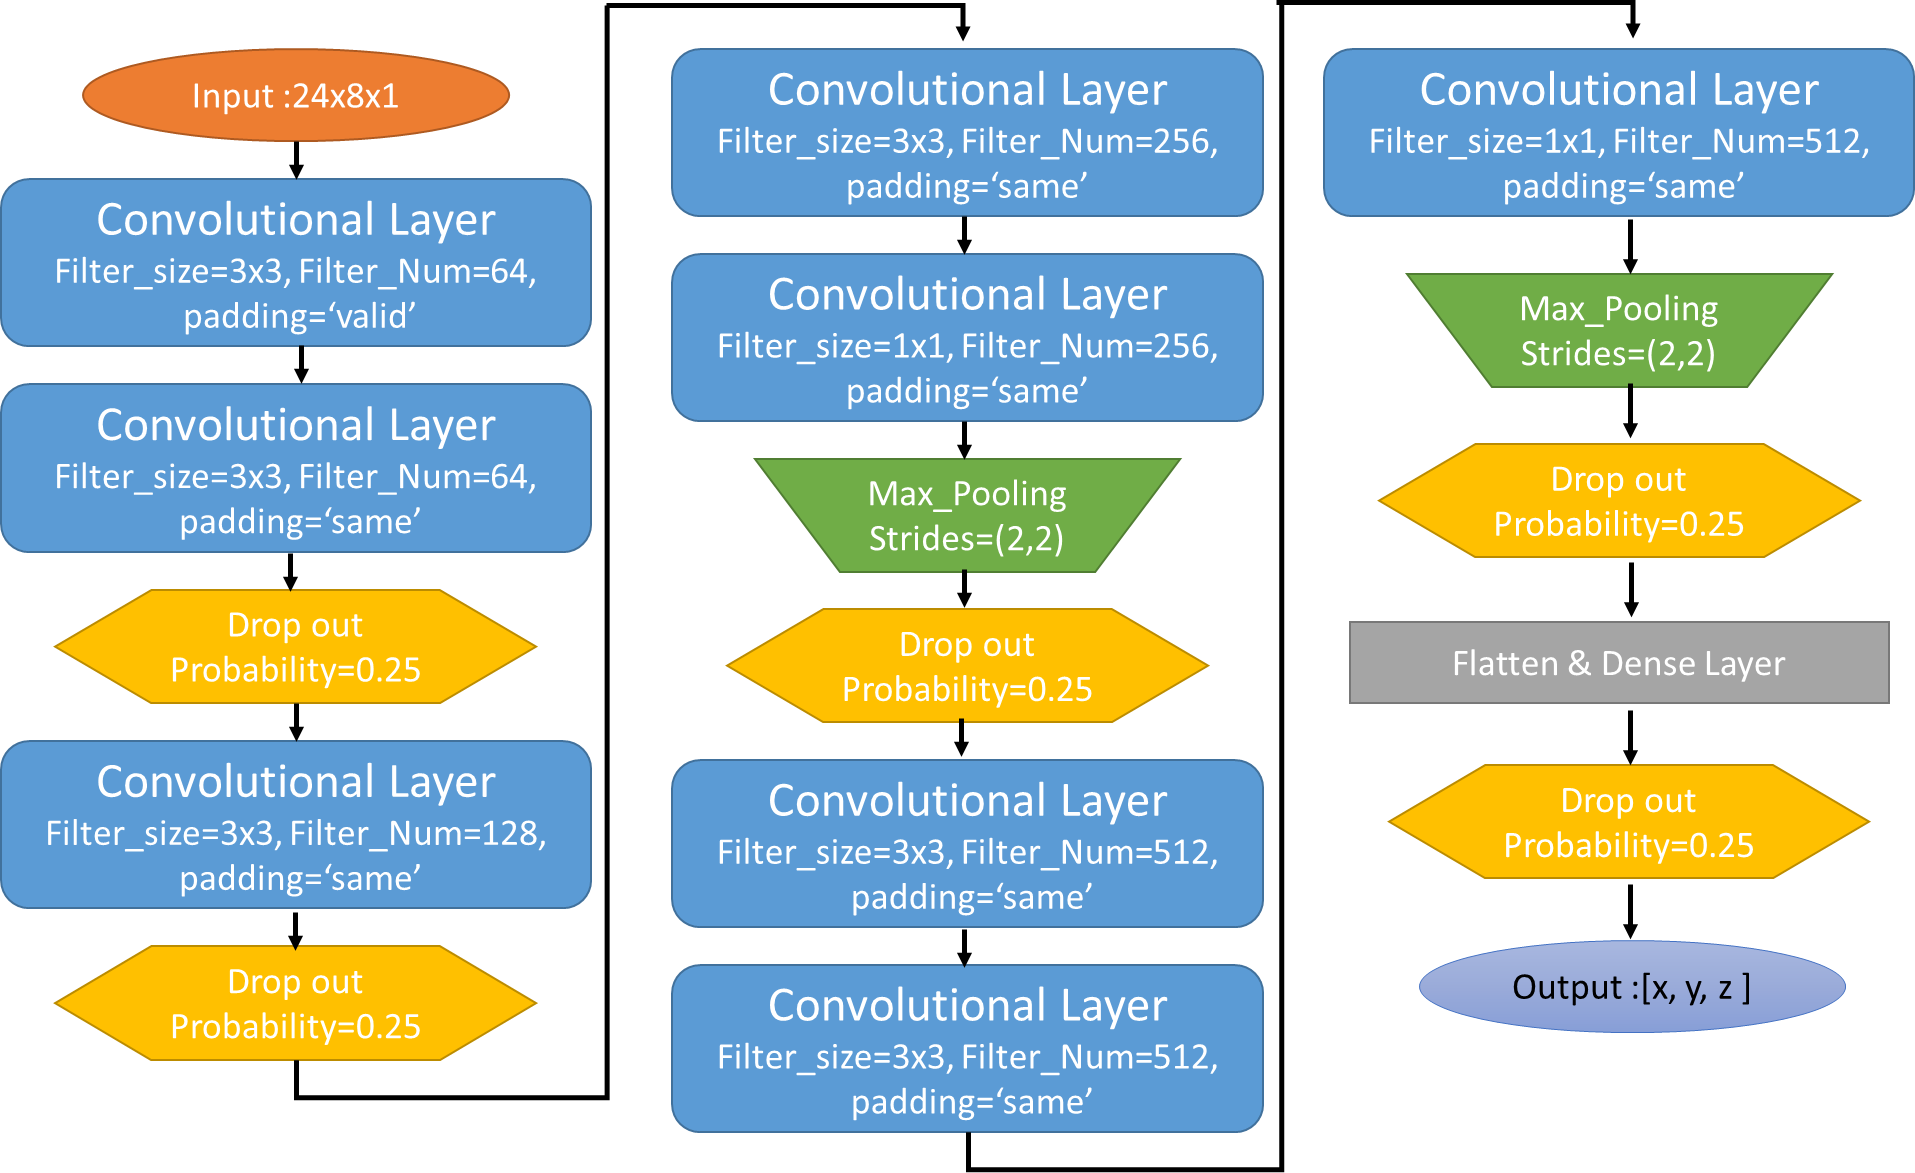 Input :24x8x1
Convolutional Layer
Filter_size=3x3, Filter_Num=64,
padding=‘valid’
Convolutional Layer
Filter_size=3x3, Filter_Num=64,
padding=‘same’
Drop out
Probability=0.25
Convolutional Layer
Filter_size=3x3, Filter_Num=128,
padding=‘same’
Drop out
Probability=0.25
Convolutional Layer
Filter_size=3x3, Filter_Num=256,
padding=‘same’
Convolutional Layer
Filter_size=1x1, Filter_Num=256,
padding=‘same’
Max_Pooling
Strides=(2,2)
Drop out
Probability=0.25
Convolutional Layer
Filter_size=3x3, Filter_Num=512,
padding=‘same’
Convolutional Layer
Filter_size=3x3, Filter_Num=512,
padding=‘same’
Convolutional Layer
Filter_size=1x1, Filter_Num=512,
padding=‘same’
Max_Pooling
Strides=(2,2)
Drop out
Probability=0.25
Flatten & Dense Layer
Drop out
Probability=0.25
Output :[x, y, z ]